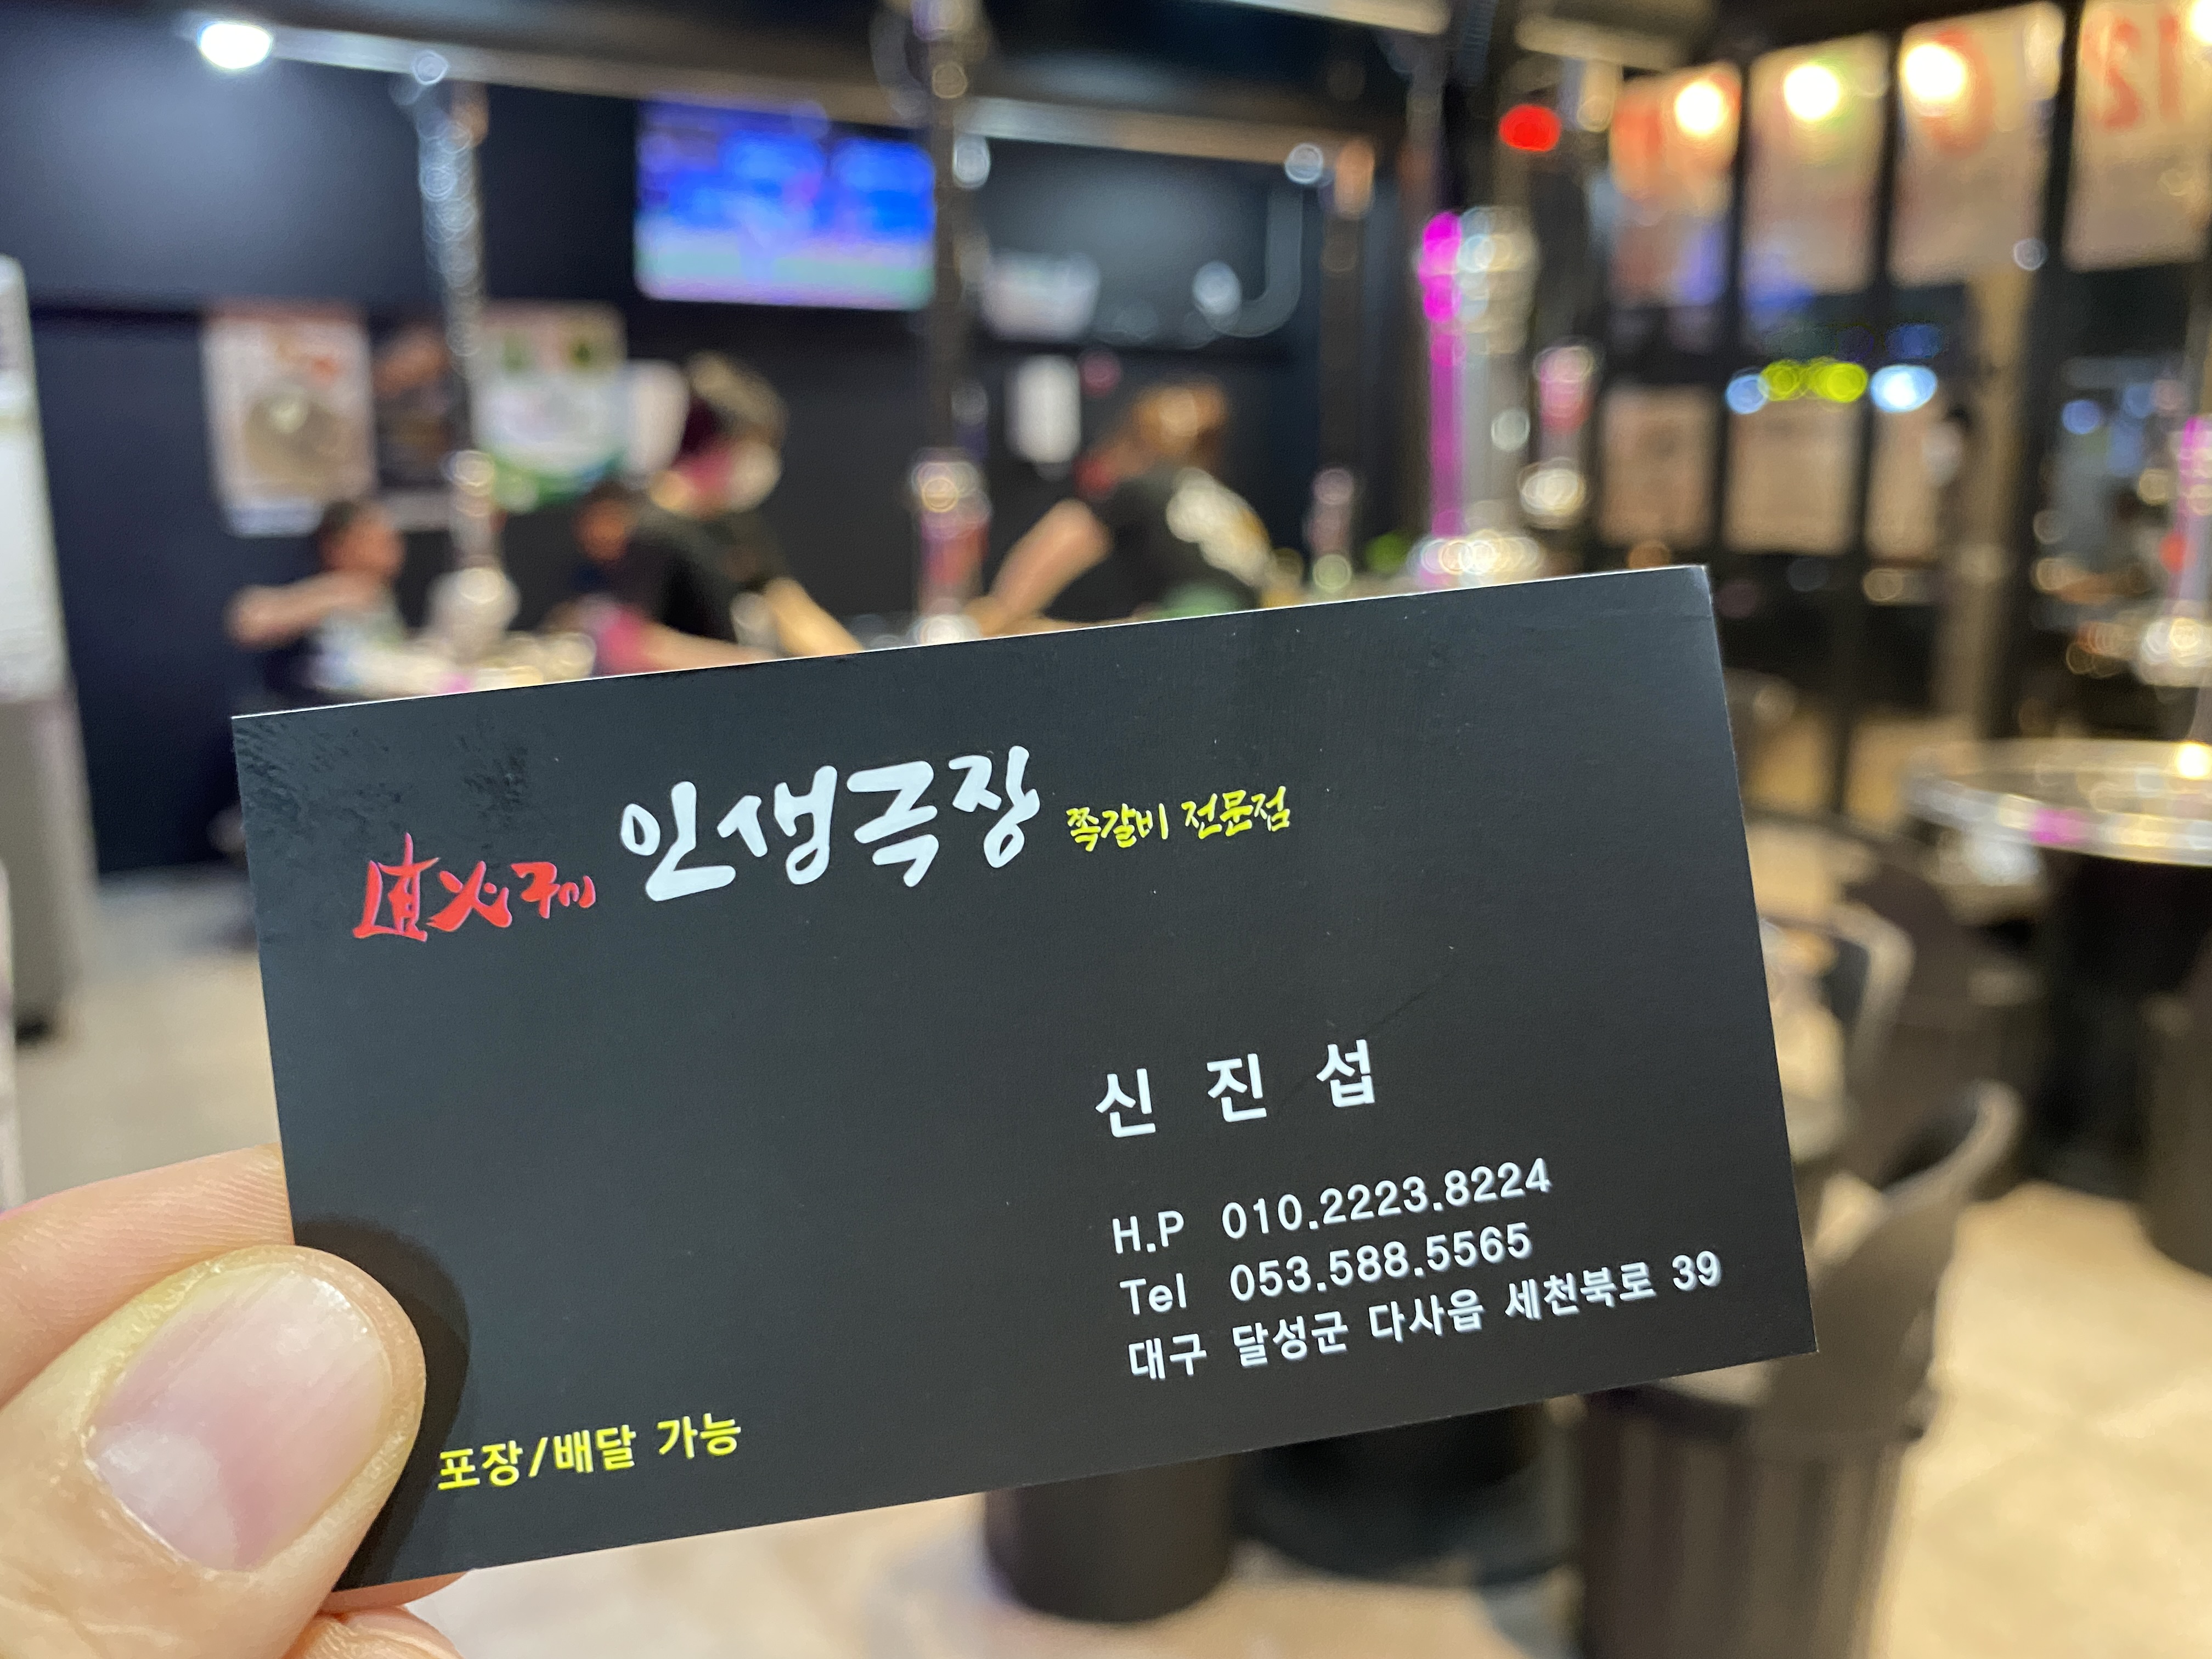 直火구이 인생극장 쪽갈비 전문점
신 진 섭
H.P 010.2223.8224
Tel 053.588.5565
대구 달성군 다사읍 세천북로 39
포장/배달 가능